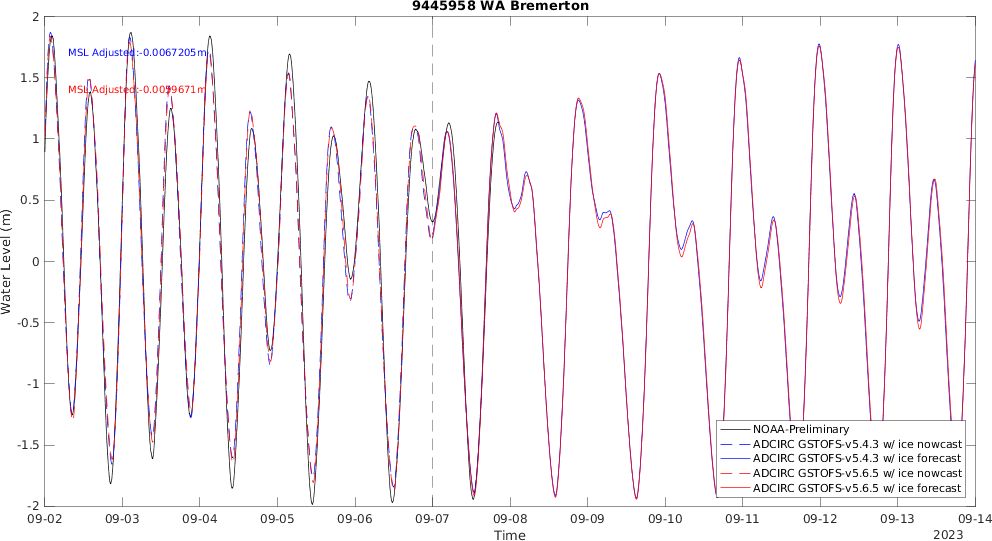 9445958 WA Bremerton
2
1.5
1
0.5
0
-0.5
-1
-1.5
-2
Water Level (m)
MSL Adjusted:-0.0067205m
MSL Adjusted:-0.0059671m
NOAA-Preliminary
ADCIRC GSTOFS-v5.4.3 w/ ice nowcast
ADCIRC GSTOFS-v5.4.3 w/ ice forecast
ADCIRC GSTOFS-v5.6.5 w/ ice nowcast
ADCIRC GSTOFS-v5.6.5 w/ ice forecast
09-02 09-03 09-04 09-05 09-06 09-07 09-08 09-09 09-10 09-11 09-12 09-13 09-14
Time
2023